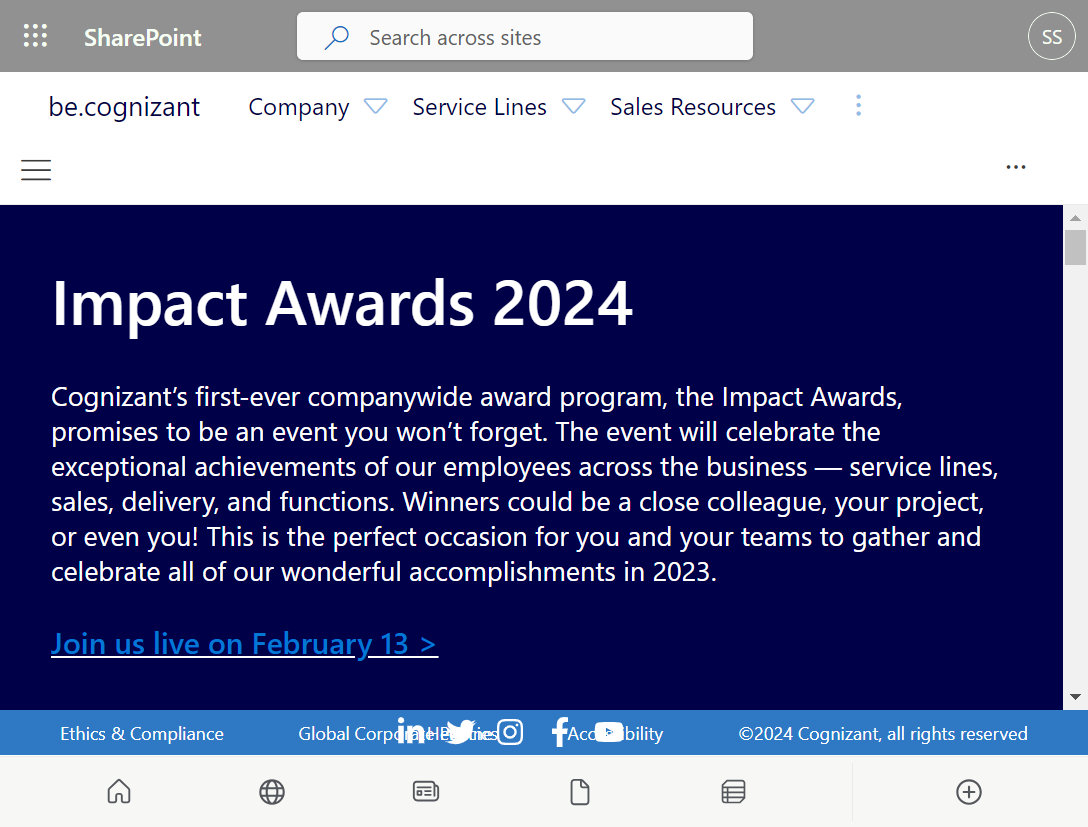 SharePoint
Search across sites
SS
be.cognizant
Company
Service Lines
Sales Resources
Impact Awards 2024
Cognizant’s first-ever companywide award program, the Impact Awards,
promises to be an event you won’t forget. The event will celebrate the
exceptional achievements of our employees across the business — service lines,
sales, delivery, and functions. Winners could be a close colleague, your project,
or even you! This is the perfect occasion for you and your teams to gather and
celebrate all of our wonderful accomplishments in 2023.
Join us live on February 13 >
Ethics & Compliance
Global
©2024 Cognizant, all rights reserved